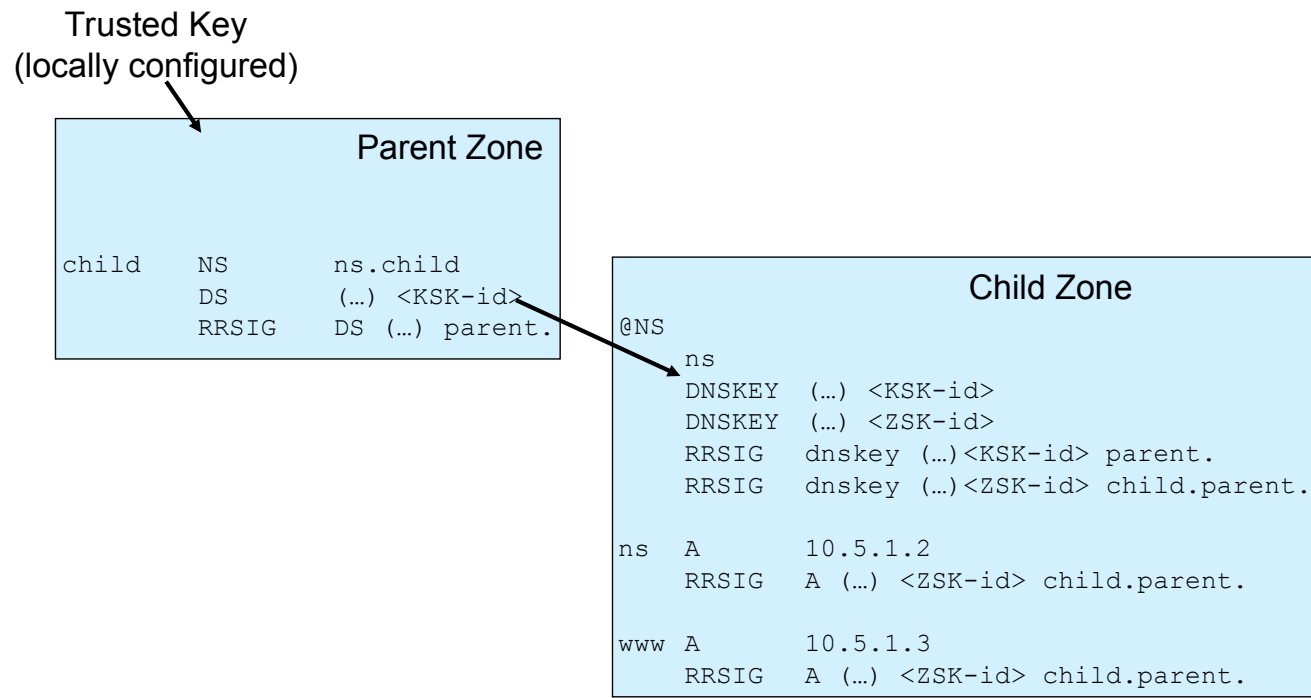 Trusted Key
(locally configured)
Parent Zone
child NS ns.child
DS (…) <KSK-id>
RRSIG DS (…) parent.
Child Zone
@NS
ns
DNSKEY (…) <KSK-id>
DNSKEY (…) <ZSK-id>
RRSIG dnskey (…)<KSK-id> parent.
RRSIG dnskey (…)<ZSK-id> child.parent.
ns A 10.5.1.2
RRSIG A (…) <ZSK-id> child.parent.
www A 10.5.1.3
RRSIG A (…) <ZSK-id> child.parent.